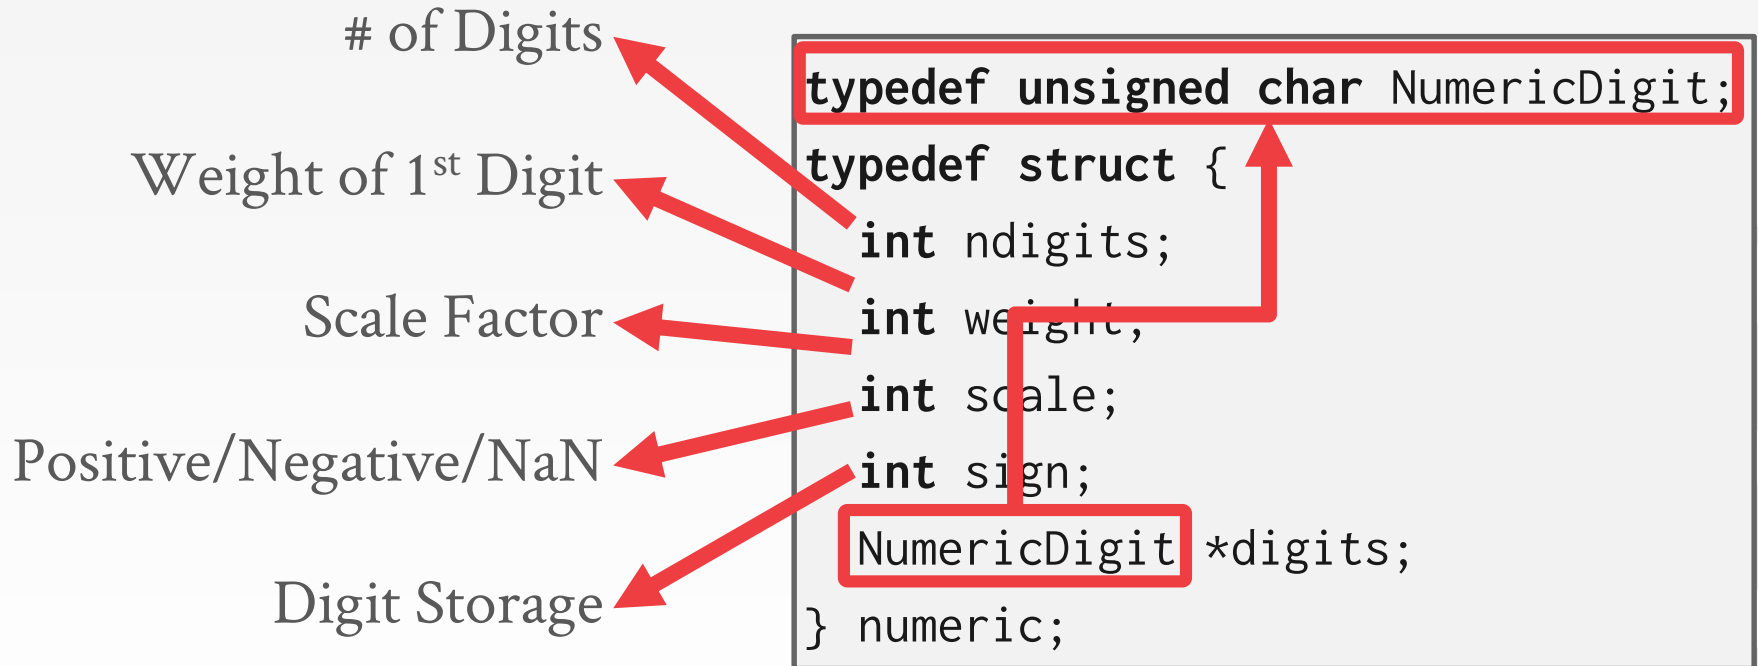 # of Digits
Weight of 1st Digit
Scale Factor
Positive/Negative/NaN
Digit Storage
typedef unsigned char NumericDigit;
typedef struct {
int ndigits;
int weight;
int scale;
int sign;
NumericDigit *digits;
} numeric;